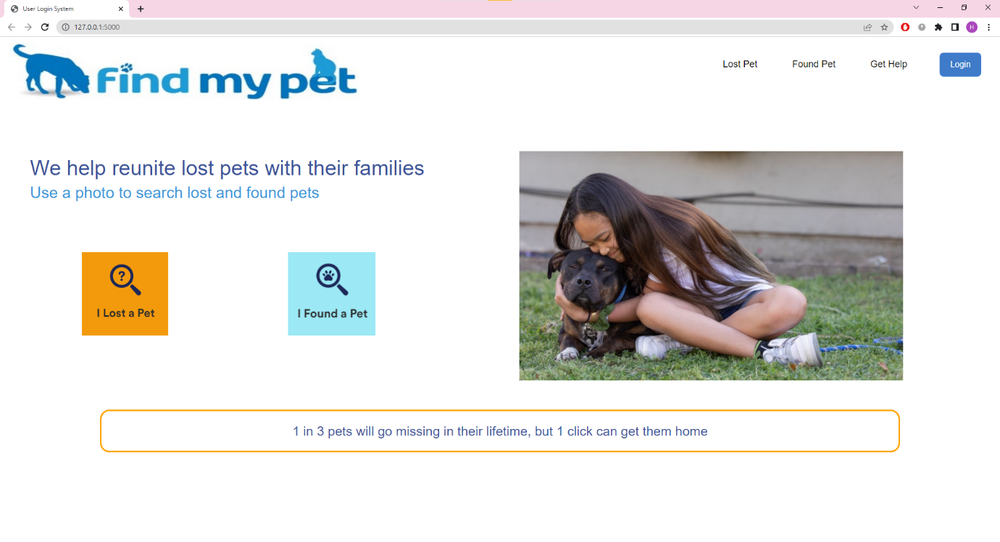 User Login System
127.0.0.1:5000
H
find my pet
Lost Pet
Found Pet
Get Help
Login
We help reunite lost pets with their families
Use a photo to search lost and found pets
?
I Lost a Pet
I Found a Pet
1 in 3 pets will go missing in their lifetime, but 1 click can get them home